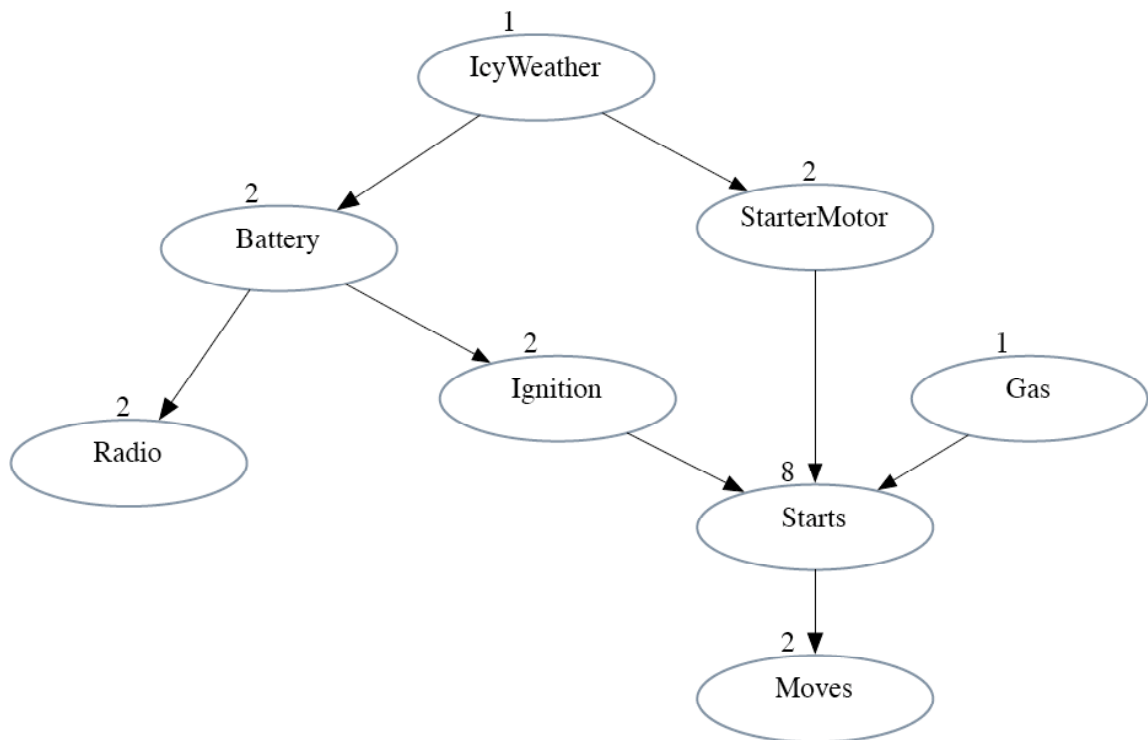 1
IcyWeather
2
Battery
2
StarterMotor
2
Radio
2
Ignition
1
Gas
8
Starts
2
Moves